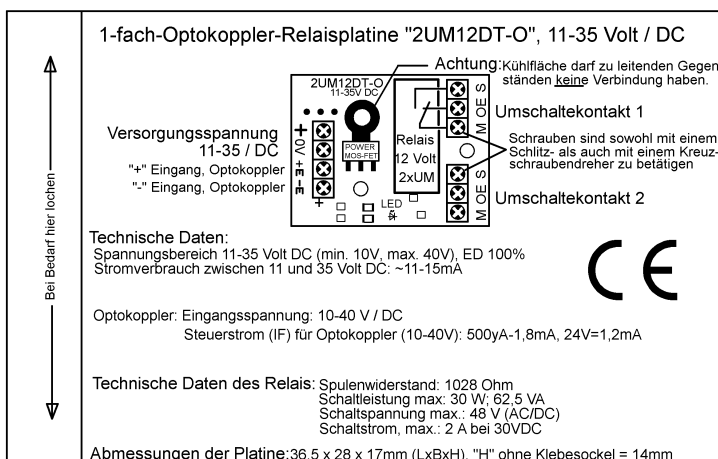 1-fach-Optokoppler-Relaisplatine "2UM12DT-O", 11-35 Volt / DC
Achtung: Kühlfläche darf zu leitenden Gegen
ständen keine Verbindung haben.
2UM12DT-O
11-35V DC
Versorgungsspannung
11-35 / DC
"+" Eingang, Optokoppler
"-" Eingang, Optokoppler
+
0V
+E
-E
+
POWER
MOS-FET
LED
Relais
12 Volt
2xUM
M OE S
M OE S
Umschaltekontakt 1
Schrauben sind sowohl mit einem
Schlitz- als auch mit einem Kreuz-
schraubendreher zu betätigen
Umschaltekontakt 2
Bei Bedarf hier lochen
Technische Daten:
Spannungsbereich 11-35 Volt DC (min. 10V, max. 40V), ED 100%
Stromverbrauch zwischen 11 und 35 Volt DC: ~11-15mA
CE
Optokoppler: Eingangsspannung: 10-40 V / DC
Steuerstrom (IF) für Optokoppler (10-40V): 500yA-1,8mA, 24V=1,2mA
Technische Daten des Relais: Spulenwiderstand: 1028 Ohm
Schaltleistung max: 30 W; 62,5 VA
Schaltspannung max.: 48 V (AC/DC)
Schaltstrom, max.: 2 A bei 30VDC
Abmessungen der Platine:36,5 x 28 x 17mm (LxBxH), "H" ohne Klebesockel = 14mm